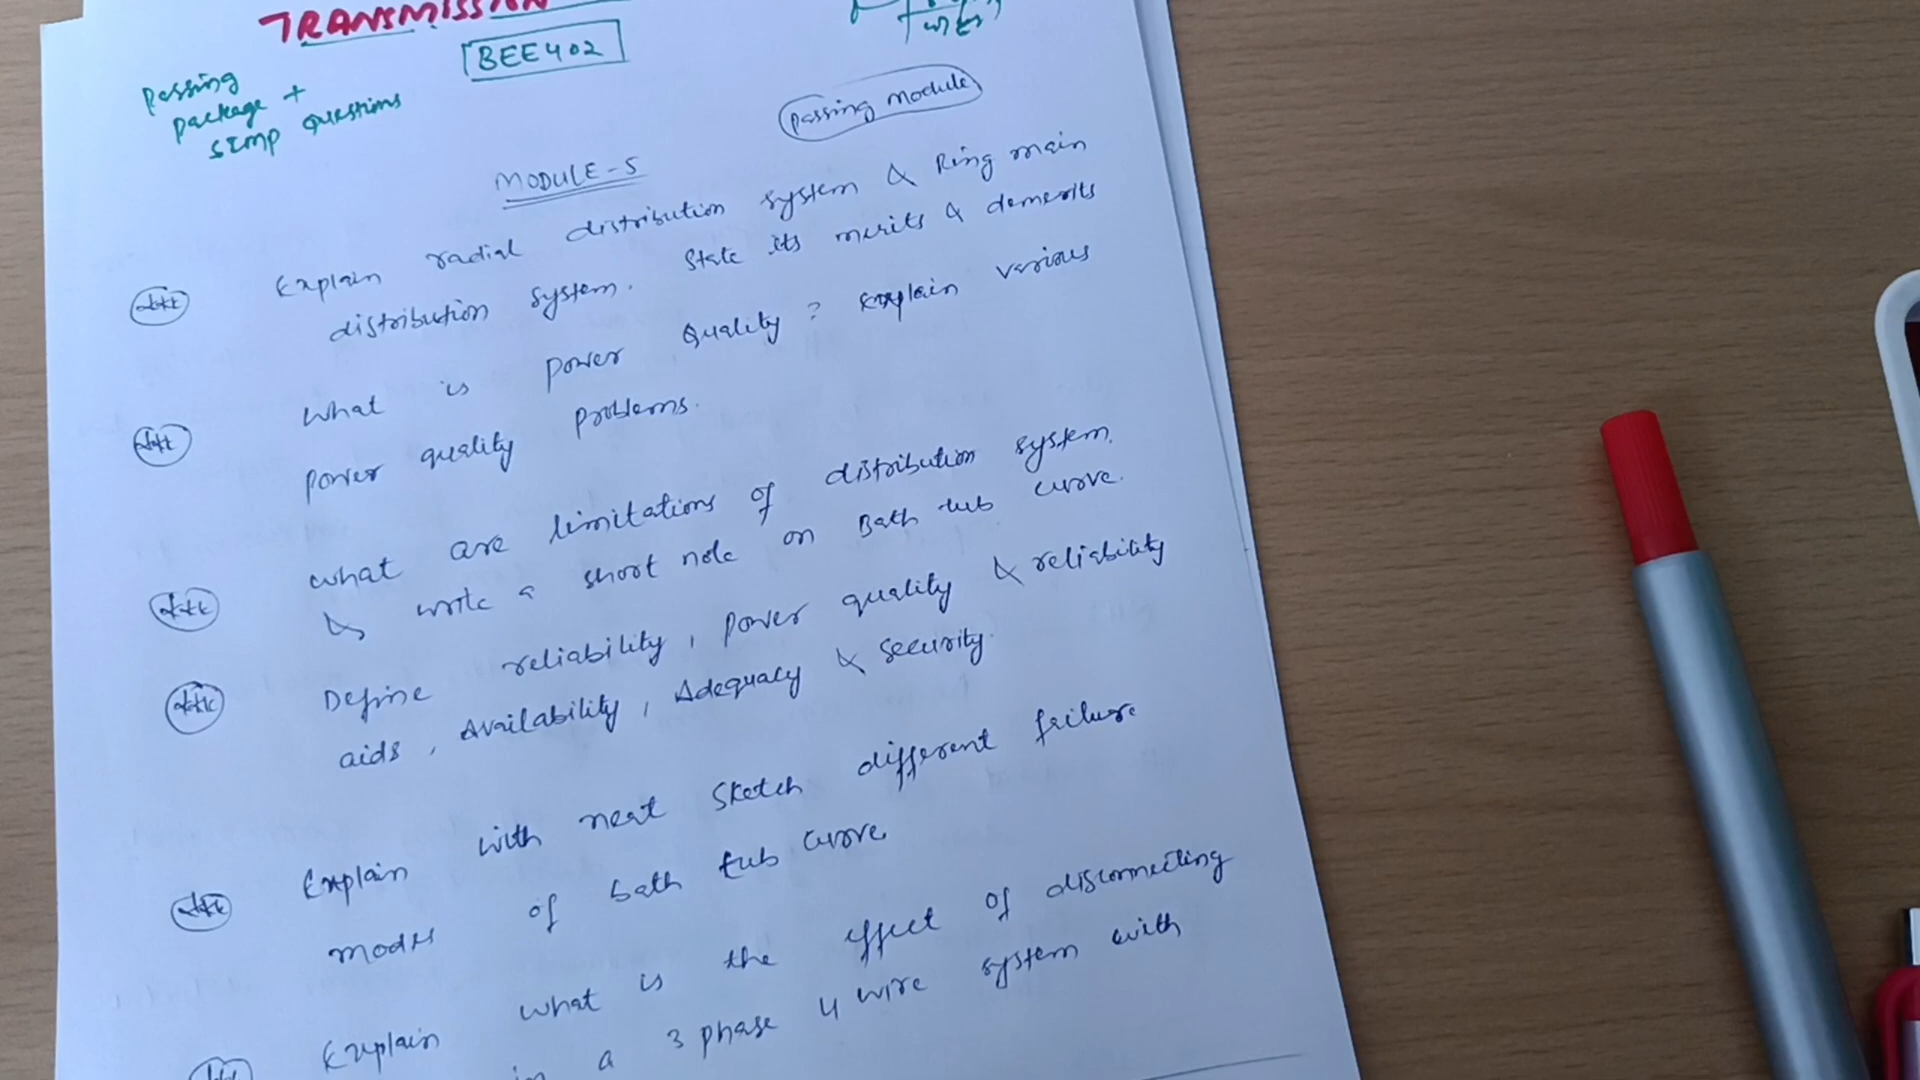 TRANSMISSION
BEE402
Passing
package +
SIMP Questions
Passing Module
MODULE-5
Explain radial distribution system & Ring main
distribution system. State its merits & demerits
What is power quality? Explain various
power quality problems.
What are limitations of distribution system.
& write a short note on Bath tub curve.
Define reliability, power quality & reliability
aids, Availability, Adequacy & security.
Explain with neat sketch different failure
modes of bath tub curve
Explain what is the effect of disconnecting
in a 3 phase 4 wire system with